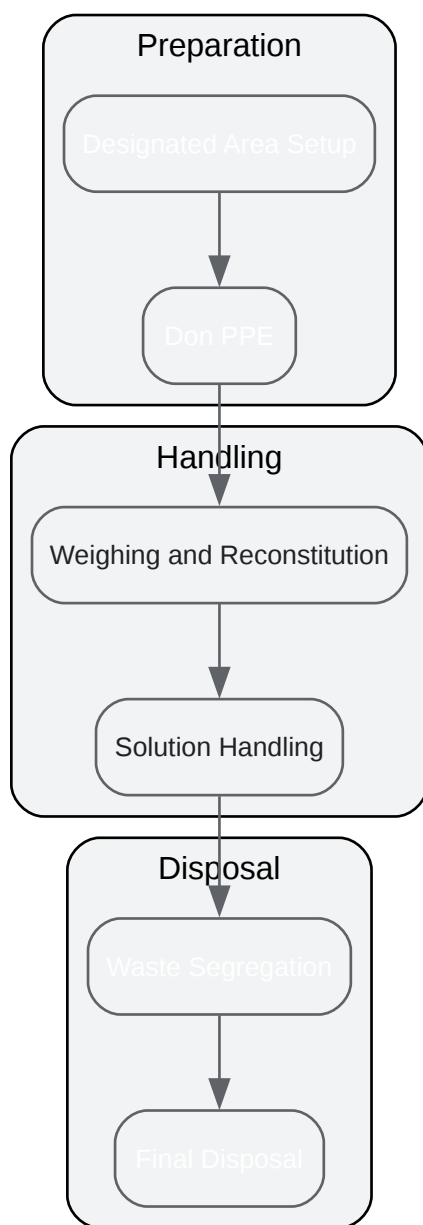 Preparation
Designated Area Setup
Don PPE
Handling
Weighing and Reconstitution
Solution Handling
Disposal
Waste Segregation
Final Disposal